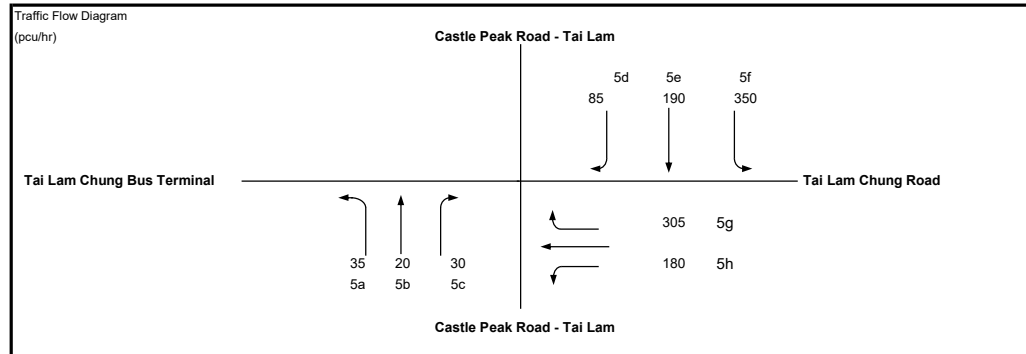 Traffic Flow Diagram
(pcu/hr)
Castle Peak Road - Tai Lam
5d 5e 5f
85 190 350
Tai Lam Chung Bus Terminal
Tai Lam Chung Road
305 5g
180 5h
35 20 30
5a 5b 5c
Castle Peak Road - Tai Lam